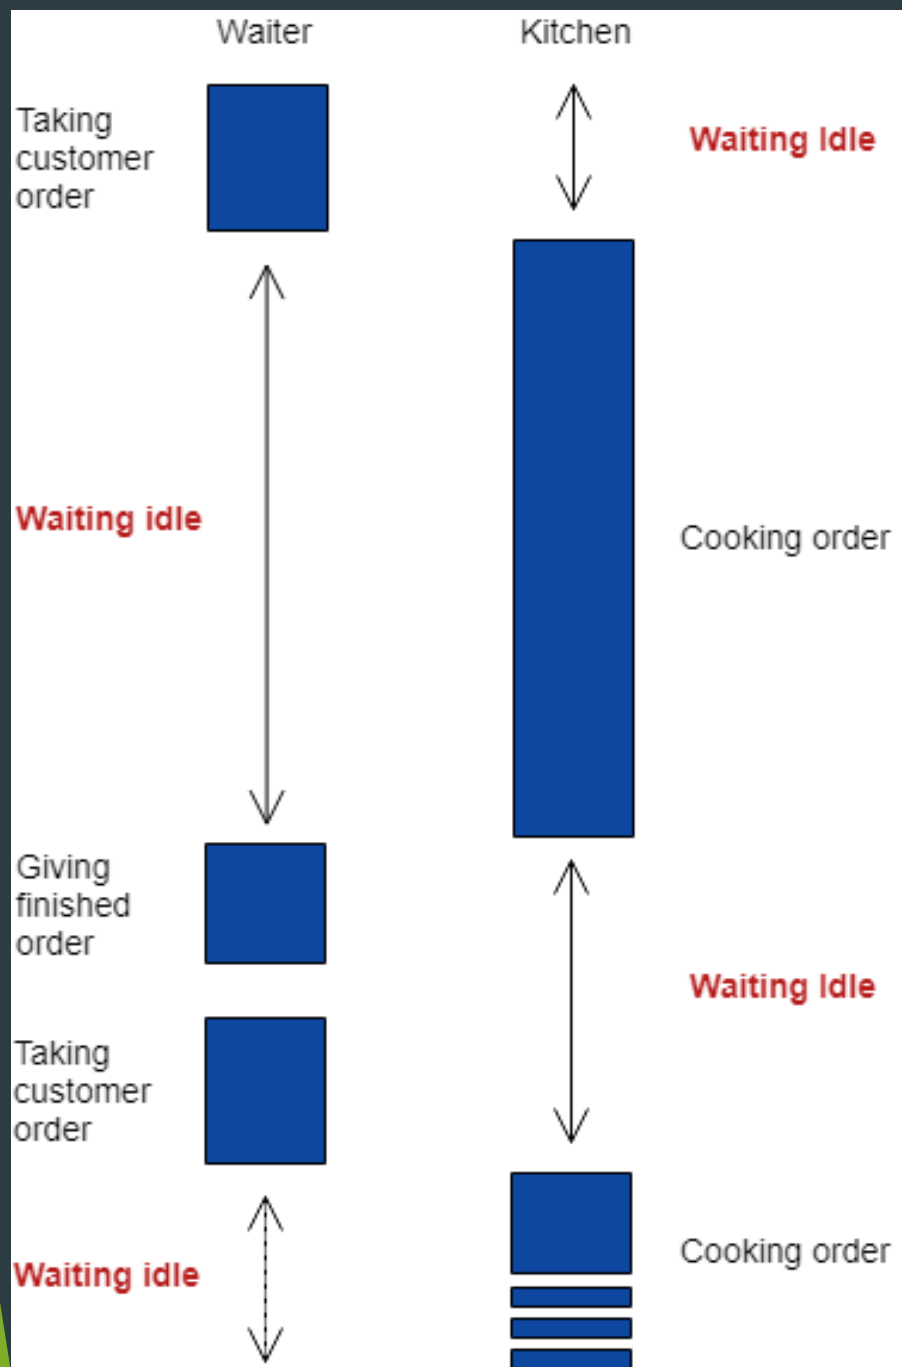 Waiter
Kitchen
Taking
customer
order
Waiting Idle
Waiting idle
Cooking order
Giving
finished
order
Waiting Idle
Taking
customer
order
Waiting idle
Cooking order